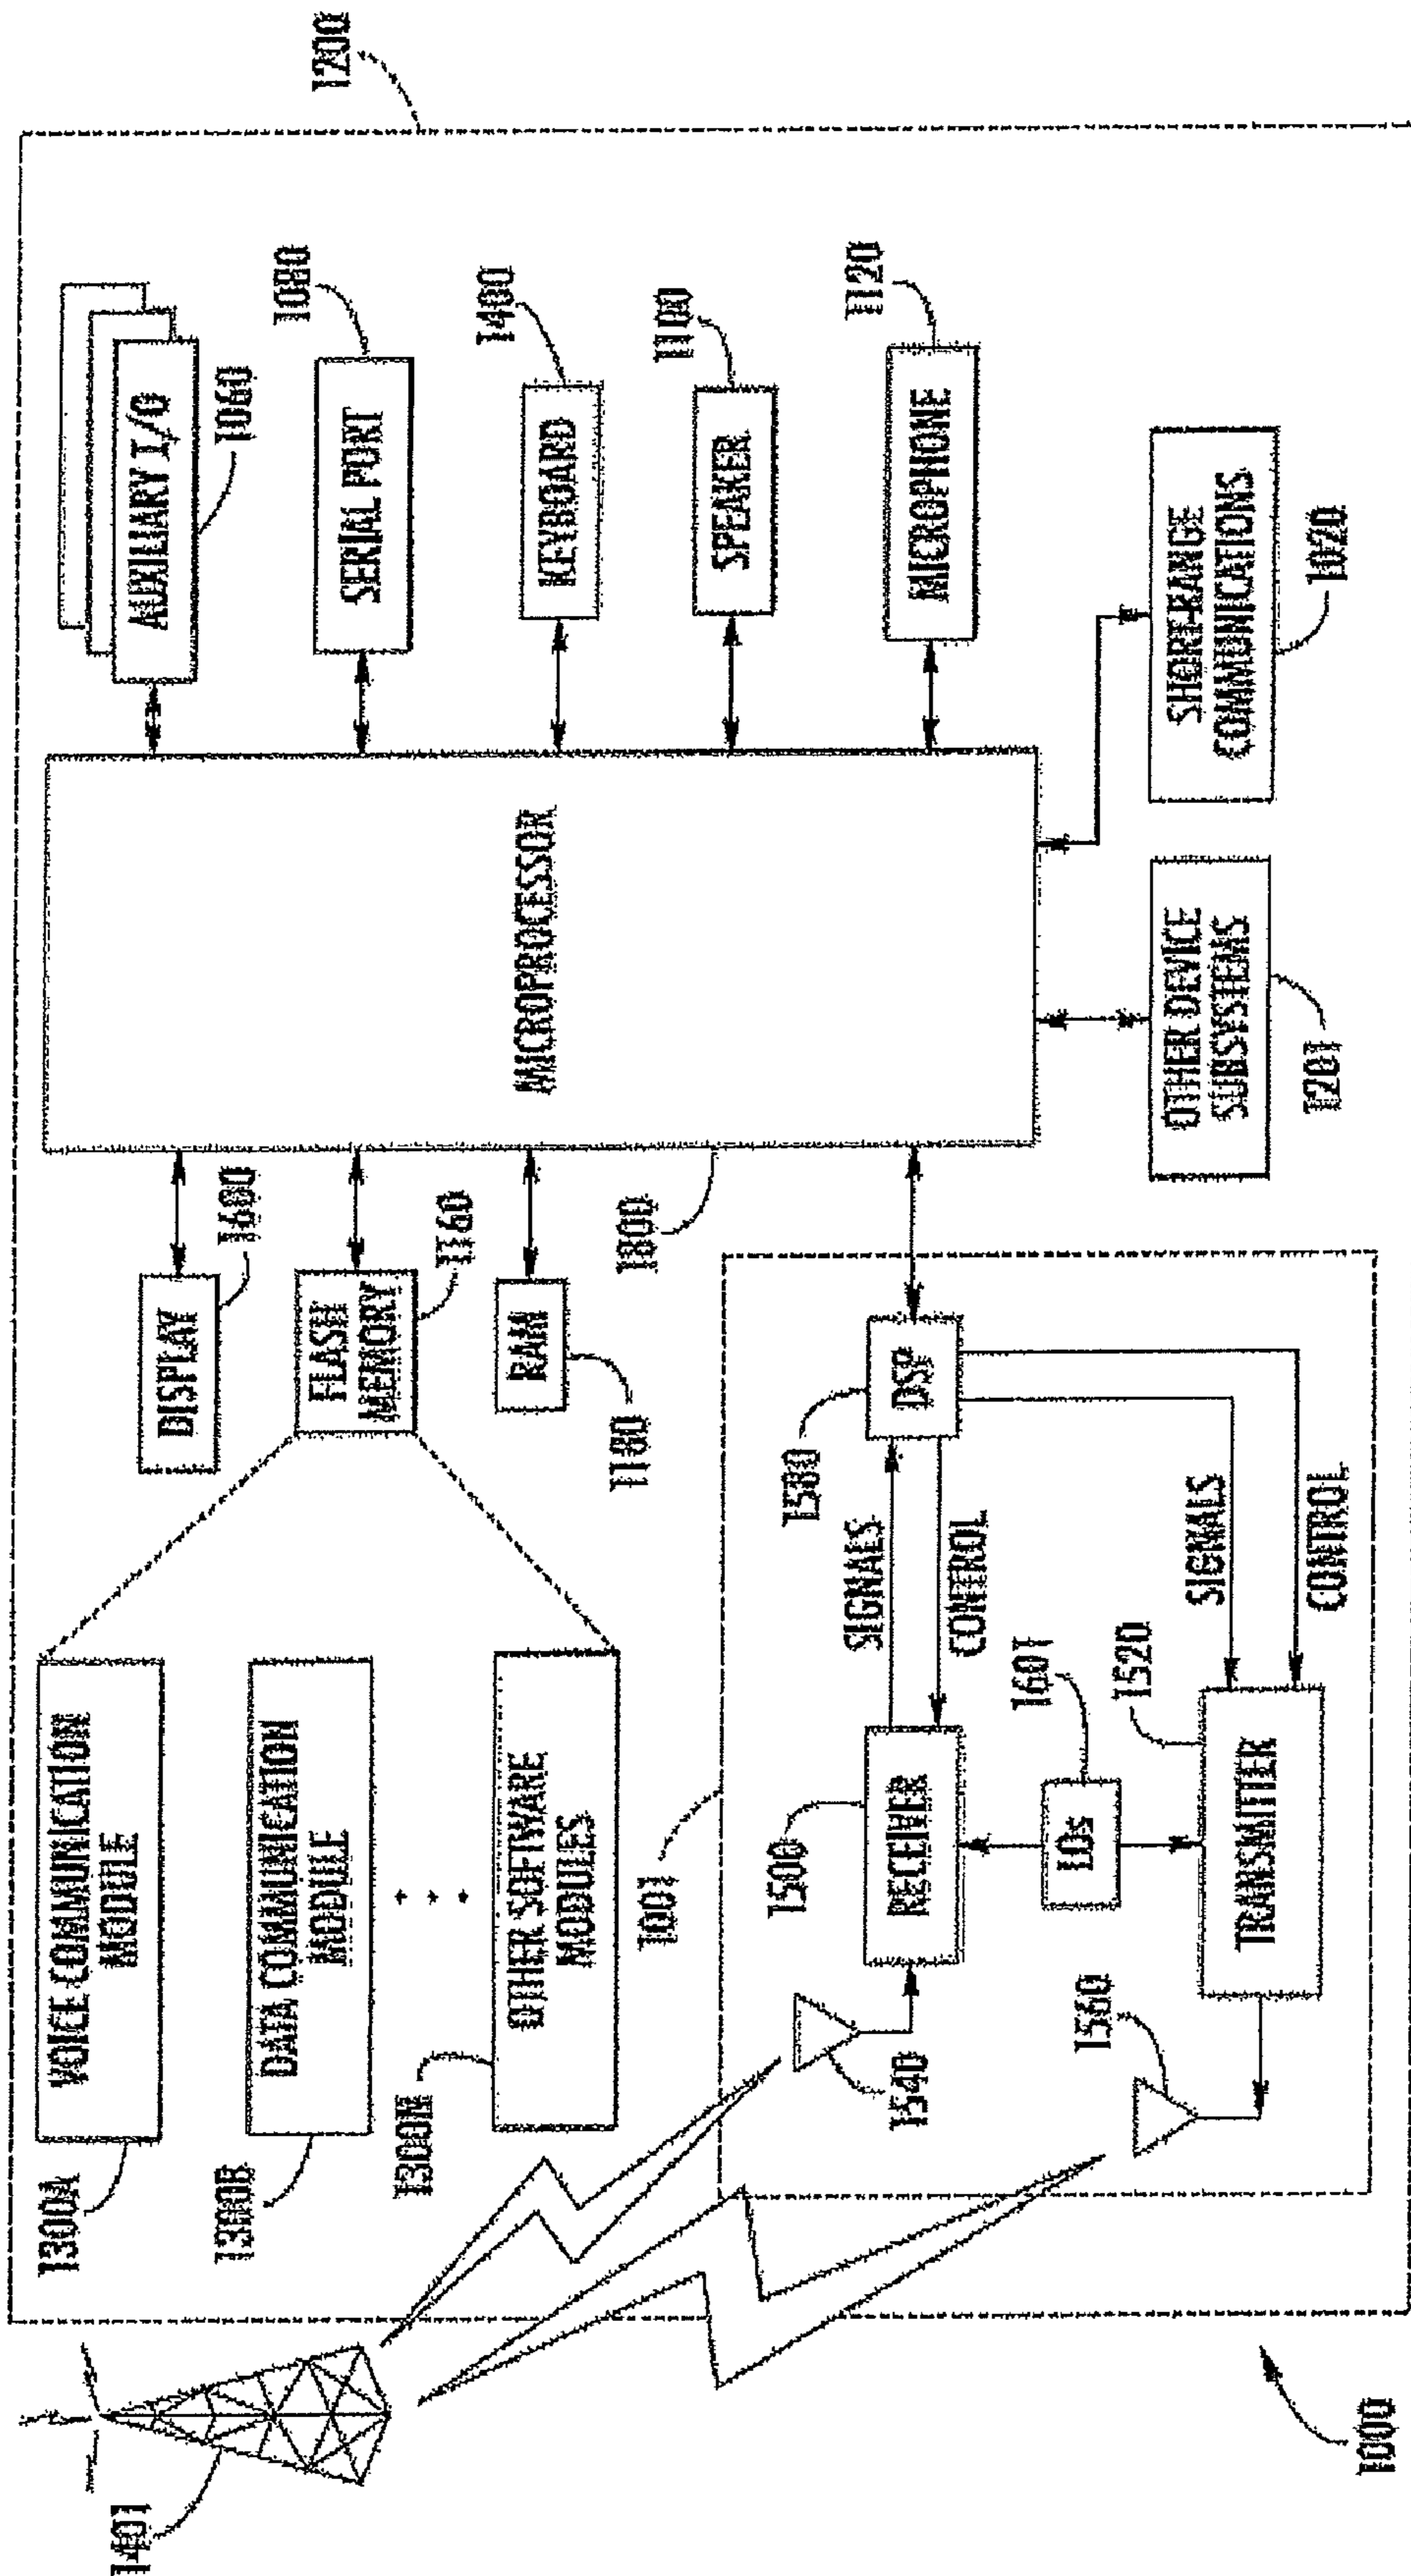 1401
1000
1200
VOICE COMMUNICATION
MODULE
1300A
DATA COMMUNICATION
MODULE
1300B
OTHER SOFTWARE
MODULES
1300N
DISPLAY
1600
FLASH
MEMORY
1160
RAM
1180
MICROPROCESSOR
1800
AUXILIARY I/O
1060
SERIAL PORT
1080
KEYBOARD
1400
SPEAKER
1100
MICROPHONE
1120
SHORT-RANGE
COMMUNICATIONS
1020
OTHER DEVICE
SUBSYSTEMS
1201
1001
RECEIVER
1500
1540
SIGNALS
CONTROL
DSP
1580
LOs
1601
TRANSMITTER
1520
1560
SIGNALS
CONTROL